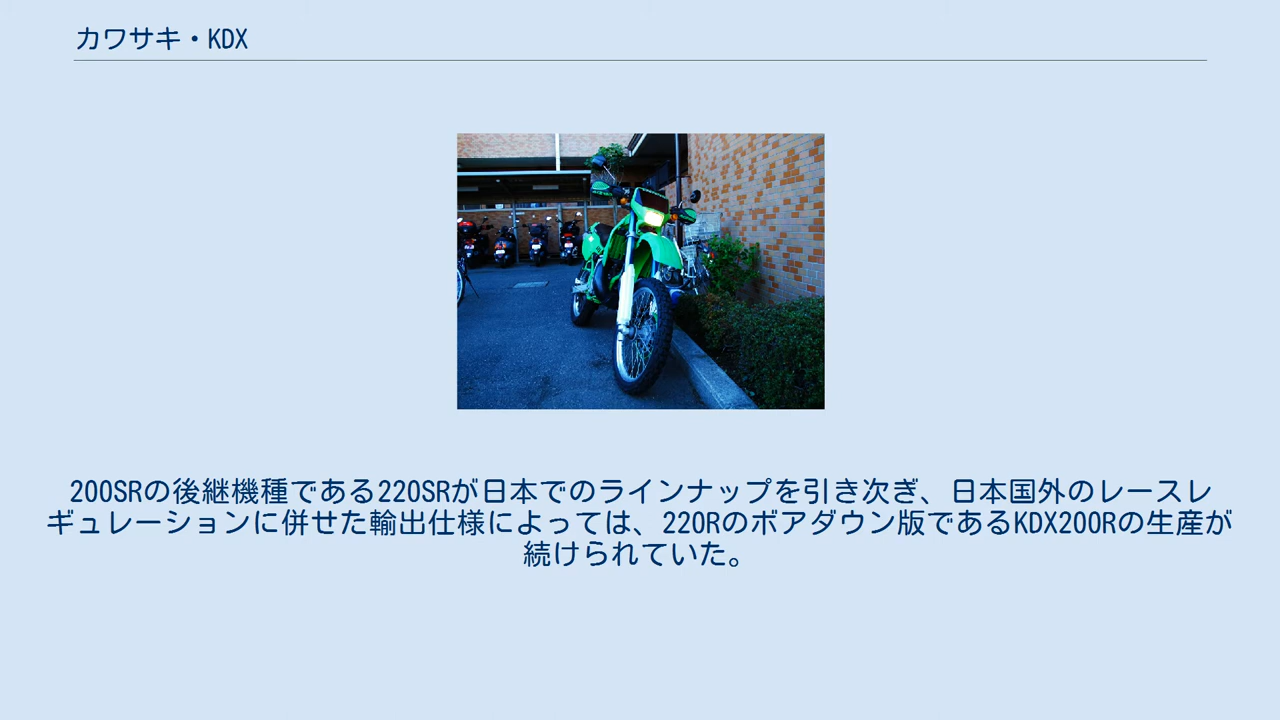 カワサキ・KDX
200SRの後継機種である220SRが日本でのラインナップを引き次ぎ、日本国外のレースレ
ギュレーションに併せた輸出仕様によっては、220Rのボアダウン版であるKDX200Rの生産が
続けられていた。